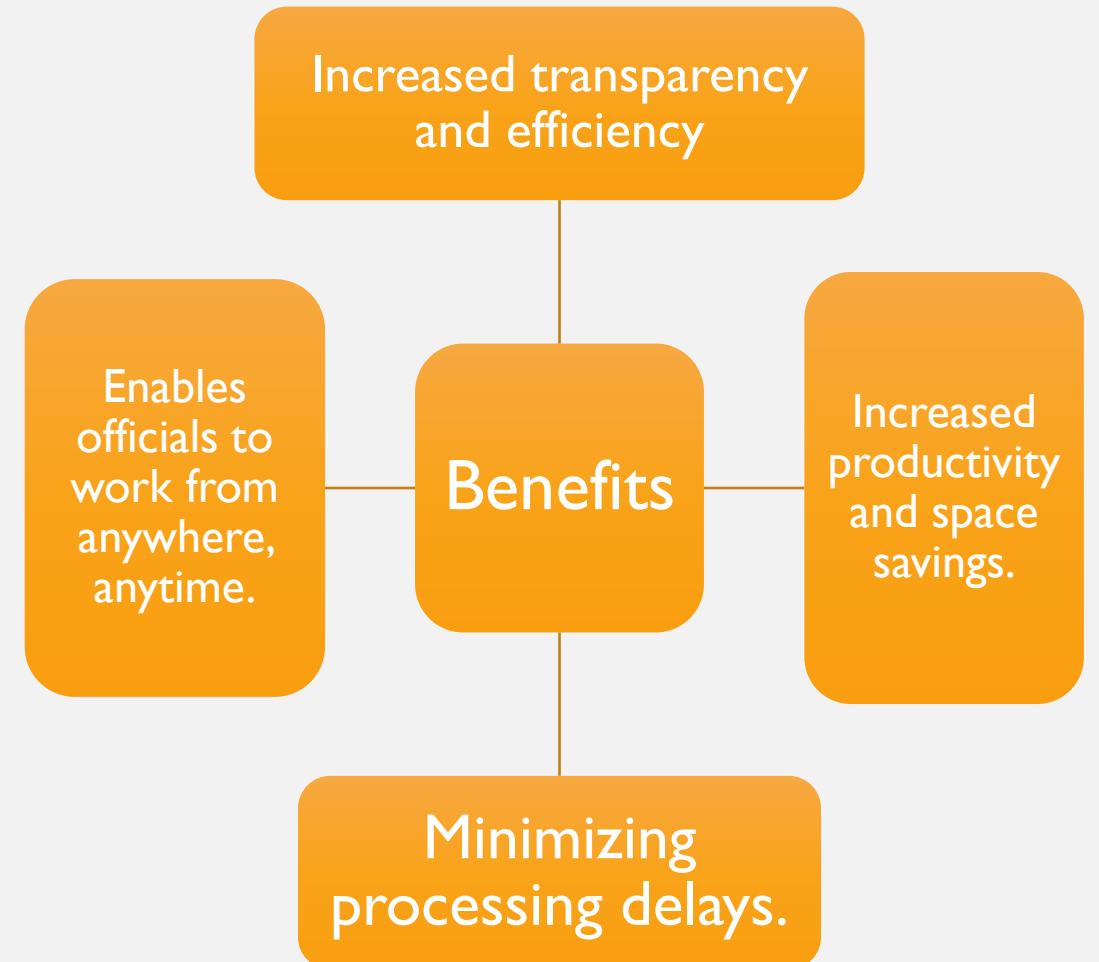 Increased transparency
and efficiency
Enables
officials to
work from
anywhere,
anytime.
Benefits
Increased
productivity
and space
savings.
Minimizing
processing delays.